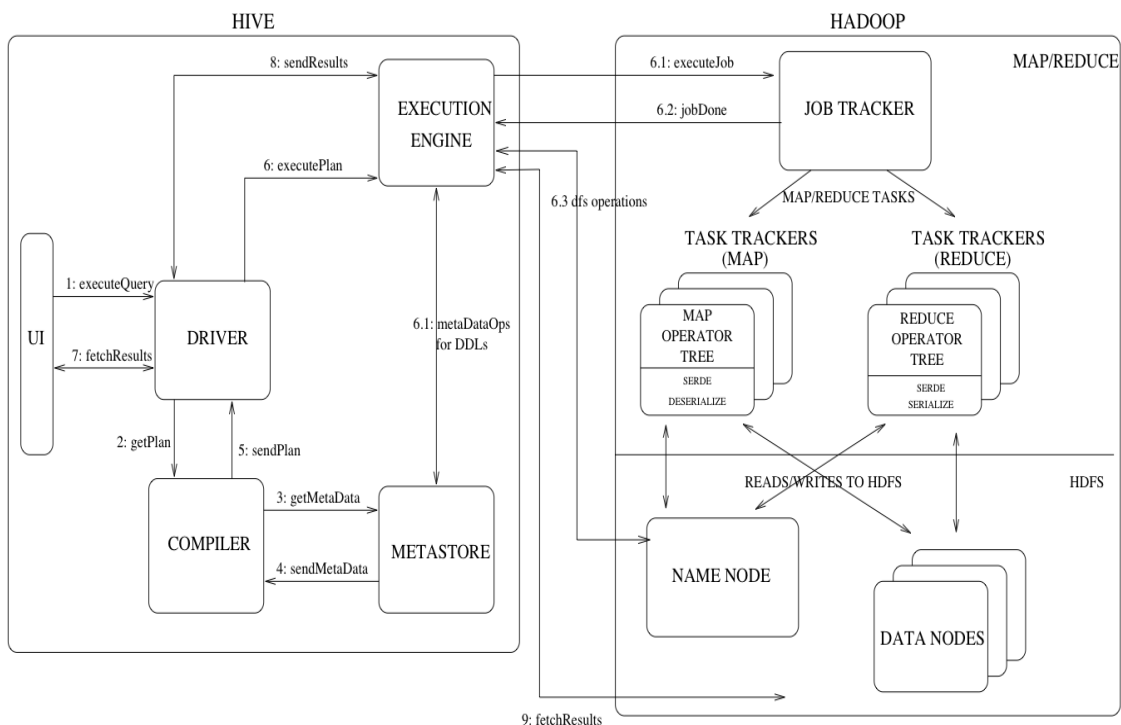 HIVE
HADOOP
MAP/REDUCE
8: sendResults
EXECUTION
ENGINE
6.1: executeJob
6.2: jobDone
JOB TRACKER
6: executePlan
6.3 dfs operations
MAP/REDUCE TASKS
TASK TRACKERS
(MAP)
TASK TRACKERS
(REDUCE)
UI
1: executeQuery
DRIVER
7: fetchResults
6.1: metaDataOps
for DDLs
MAP
OPERATOR
TREE
SERDE
DESERIALIZE
REDUCE
OPERATOR
TREE
SERDE
SERIALIZE
2: getPlan
5: sendPlan
READS/WRITES TO HDFS
HDFS
COMPILER
3: getMetaData
4: sendMetaData
METASTORE
NAME NODE
DATA NODES
9: fetchResults